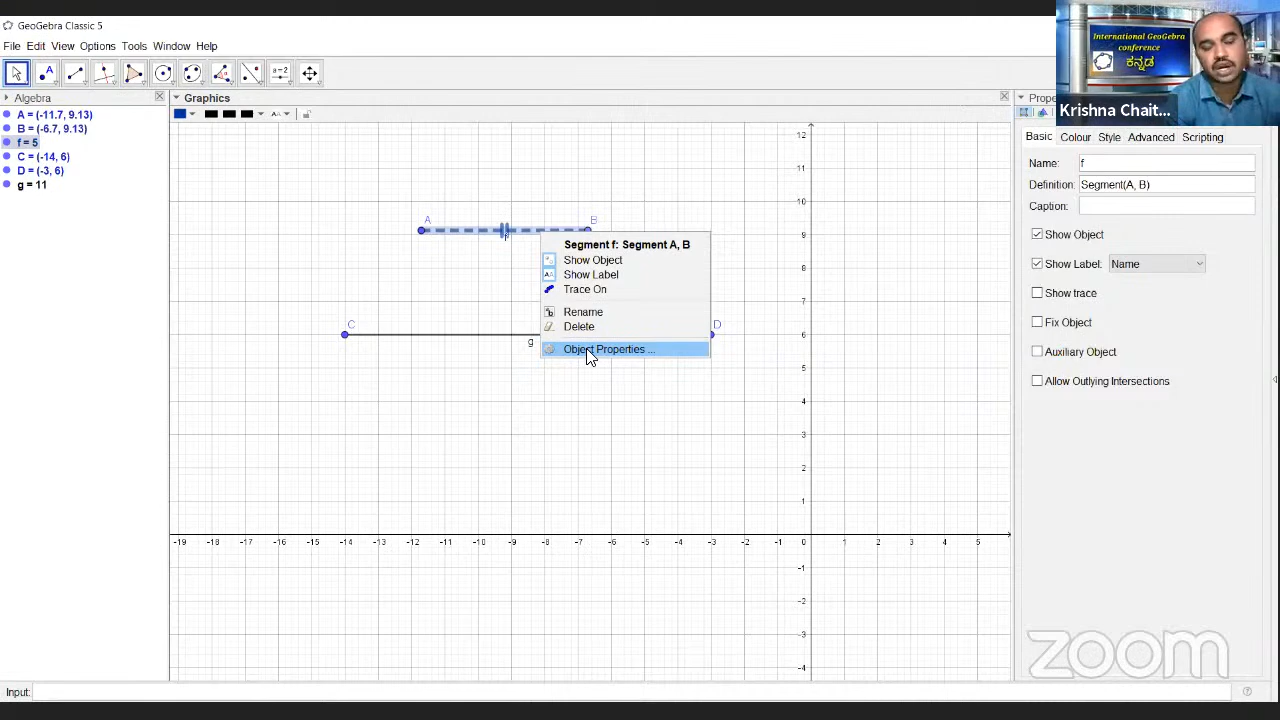 GeoGebra Classic 5
File Edit View Options Tools Window Help
International GeoGebra
conference
ಕನ್ನಡ
Krishna Chait...
a=2
Algebra
Graphics
Prope
AA
A = (-11.7, 9.13)
B = (-6.7, 9.13)
f = 5
C = (-14, 6)
D = (-3, 6)
g = 11
Basic Colour Style Advanced Scripting
Name: f
Definition: Segment(A, B)
Caption:
Show Object
Show Label: Name
Show trace
Fix Object
Auxiliary Object
Allow Outlying Intersections
A
B
Segment f: Segment A, B
Show Object
AA Show Label
Trace On
Rename
Delete
Object Properties ...
C
D
g
12
11
10
9
8
7
6
5
4
3
2
1
-19 -18 -17 -16 -15 -14 -13 -12 -11 -10 -9 -8 -7 -6 -5 -4 -3 -2 -1 0 1 2 3 4 5
-1
-2
-3
-4
zoom
Input: